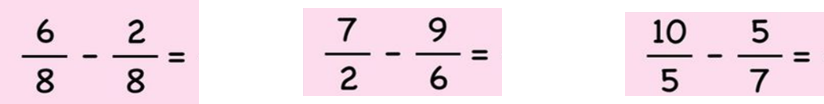 6/8 - 2/8 =
7/2 - 9/6 =
10/5 - 5/7 =